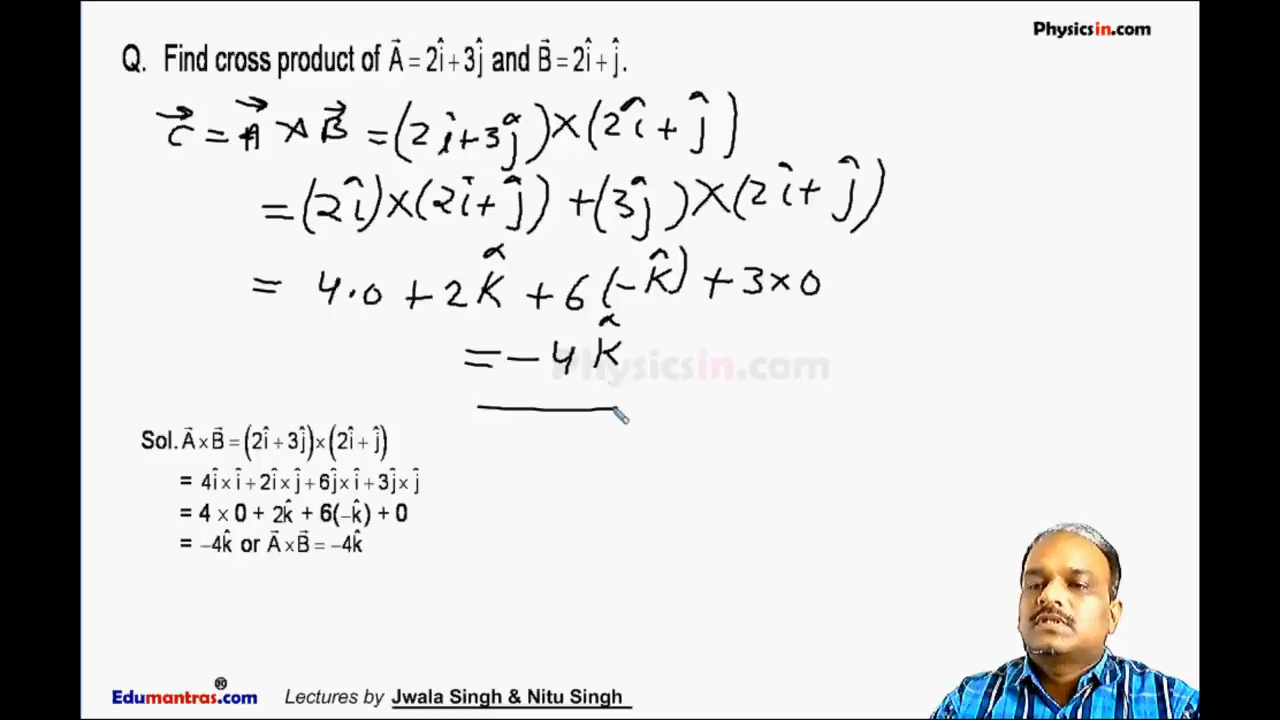 Physicsin.com
Q. Find cross product of A⃗ = 2î + 3ĵ and B⃗ = 2î + ĵ.
C⃗ = A⃗ × B⃗ = (2î + 3ĵ) × (2î + ĵ)
= (2î) × (2î + ĵ) + (3ĵ) × (2î + ĵ)
= 4·0 + 2k̂ + 6(-k̂) + 3×0
= -4k̂
Physicsin.com
Sol. A⃗ × B⃗ = (2î + 3ĵ) × (2î + ĵ)
= 4î × î + 2î × ĵ + 6ĵ × î + 3ĵ × ĵ
= 4 × 0 + 2k̂ + 6(-k̂) + 0
= -4k̂ or A⃗ × B⃗ = -4k̂
Edumantras.com® Lectures by Jwala Singh & Nitu Singh